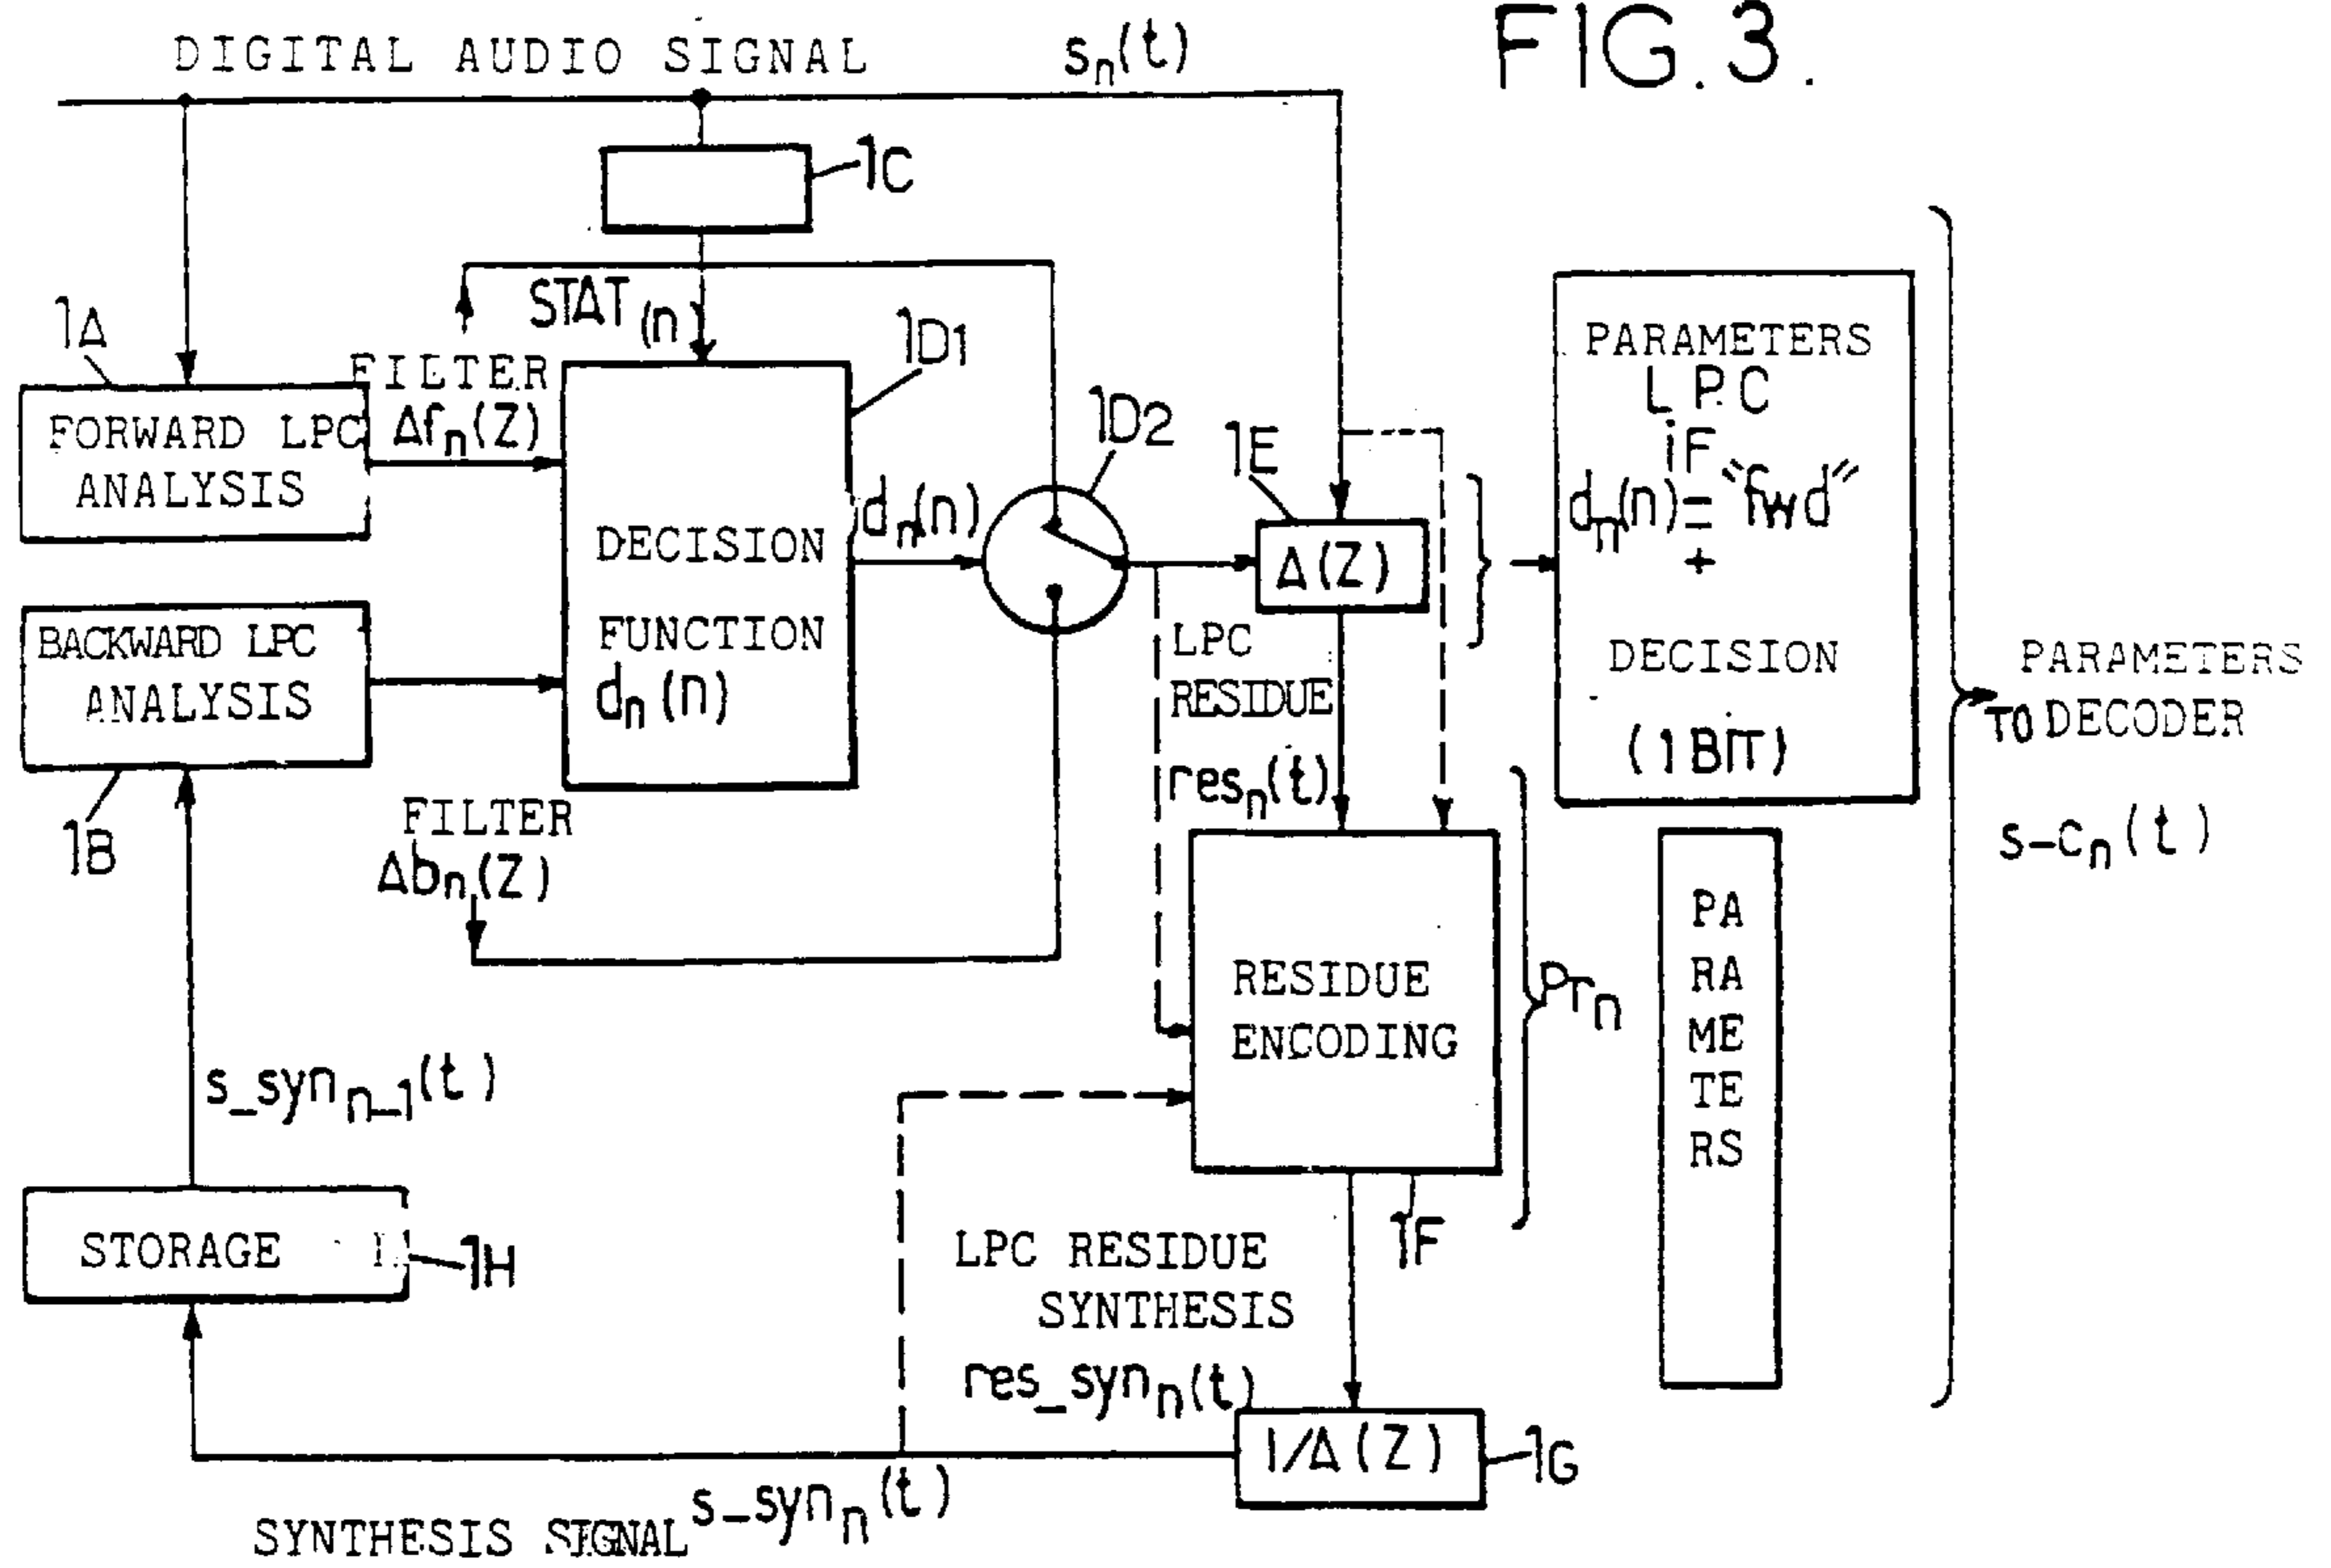 DIGITAL AUDIO SIGNAL sn(t)
FIG.3.
1C
STAT(n)
1A
1D1
FILTER
Afn(Z)
FORWARD LPC
ANALYSIS
1D2
1E
dn(n)
A(Z)
DECISION
FUNCTION
dn(n)
BACKWARD LPC
ANALYSIS
1B
FILTER
Abn(Z)
LPC
RESIDUE
resn(t)
PARAMETERS
LPC
iF
dn(n)="fwd"
+
DECISION
(1 BIT)
PARAMETERS
TO DECODER
s-cn(t)
RESIDUE
ENCODING
Prn
PA
RA
ME
TE
RS
1F
s_synn-1(t)
STORAGE
1H
LPC RESIDUE
SYNTHESIS
res_synn(t)
1/A(Z)
1G
SYNTHESIS SIGNAL s-synn(t)